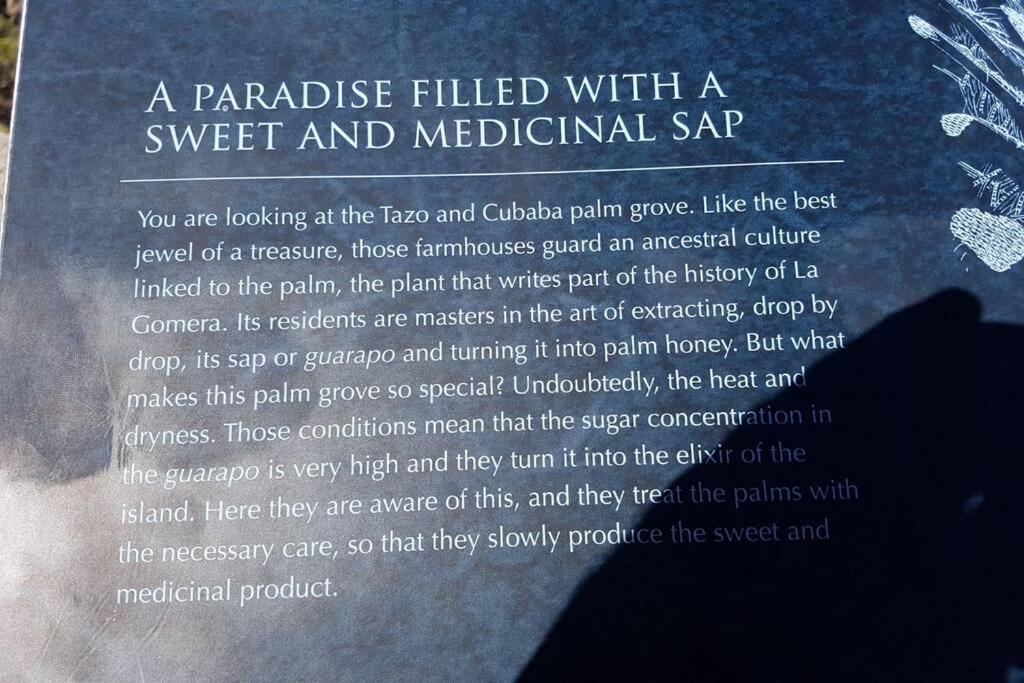 A PARADISE FILLED WITH A
SWEET AND MEDICINAL SAP
You are looking at the Tazo and Cubaba palm grove. Like the best
jewel of a treasure, those farmhouses guard an ancestral culture
linked to the palm, the plant that writes part of the history of La
Gomera. Its residents are masters in the art of extracting, drop by
drop, its sap or guarapo and turning it into palm honey. But what
makes this palm grove so special? Undoubtedly, the heat and
dryness. Those conditions mean that the sugar concentration in
the guarapo is very high and they turn it into the elixir of the
island. Here they are aware of this, and they treat the palms with
the necessary care, so that they slowly produce the sweet and
medicinal product.